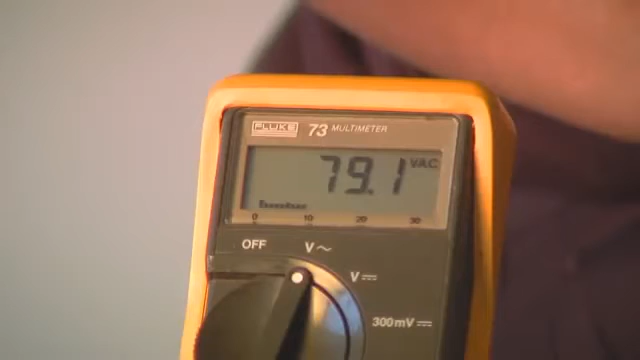 FLUKE 73 MULTIMETER
79.1 VAC
0 10 20 30
OFF V~
V⎓
300mV⎓